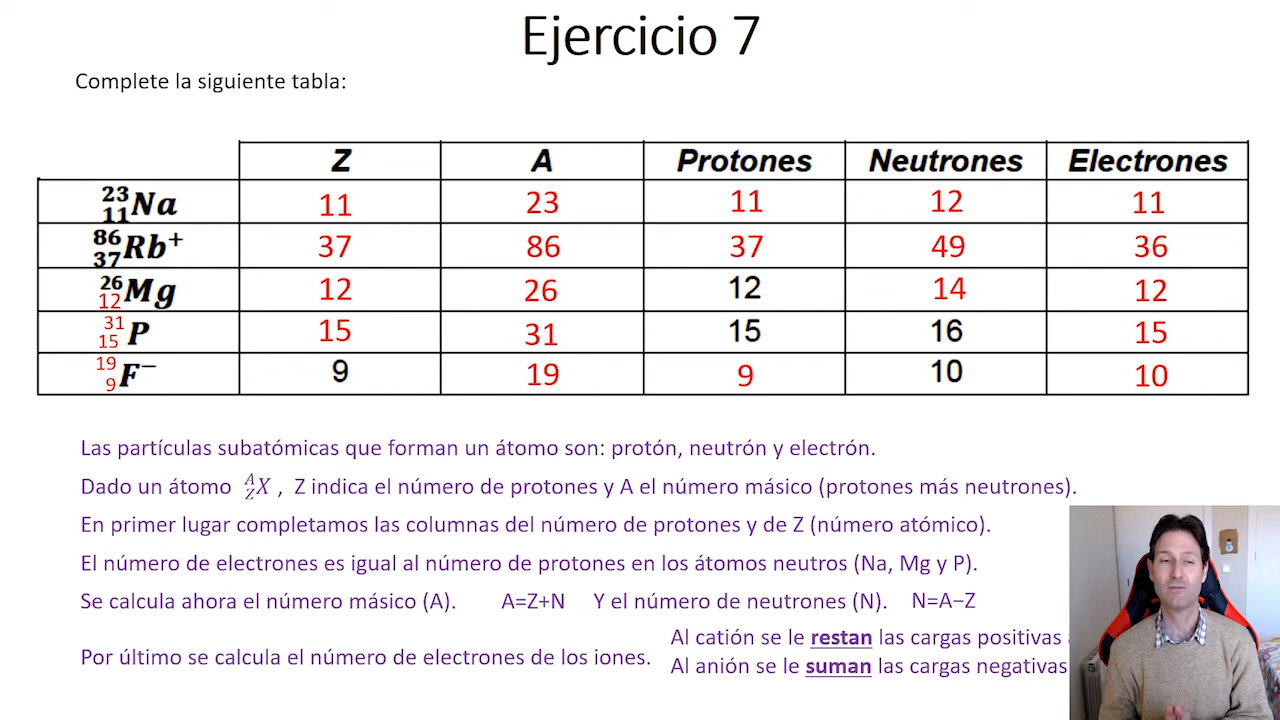 Ejercicio 7
Complete la siguiente tabla:
Z A Protones Neutrones Electrones
²³₁₁Na 11 23 11 12 11
⁸⁶₃₇Rb⁺ 37 86 37 49 36
²⁶₁₂Mg 12 26 12 14 12
³¹₁₅P 15 31 15 16 15
¹⁹₉F⁻ 9 19 9 10 10
Las partículas subatómicas que forman un átomo son: protón, neutrón y electrón.
Dado un átomo ᴬ_ZX , Z indica el número de protones y A el número másico (protones más neutrones).
En primer lugar completamos las columnas del número de protones y de Z (número atómico).
El número de electrones es igual al número de protones en los átomos neutros (Na, Mg y P).
Se calcula ahora el número másico (A). A=Z+N Y el número de neutrones (N). N=A−Z
Por último se calcula el número de electrones de los iones.
Al catión se le restan las cargas positivas
Al anión se le suman las cargas negativas